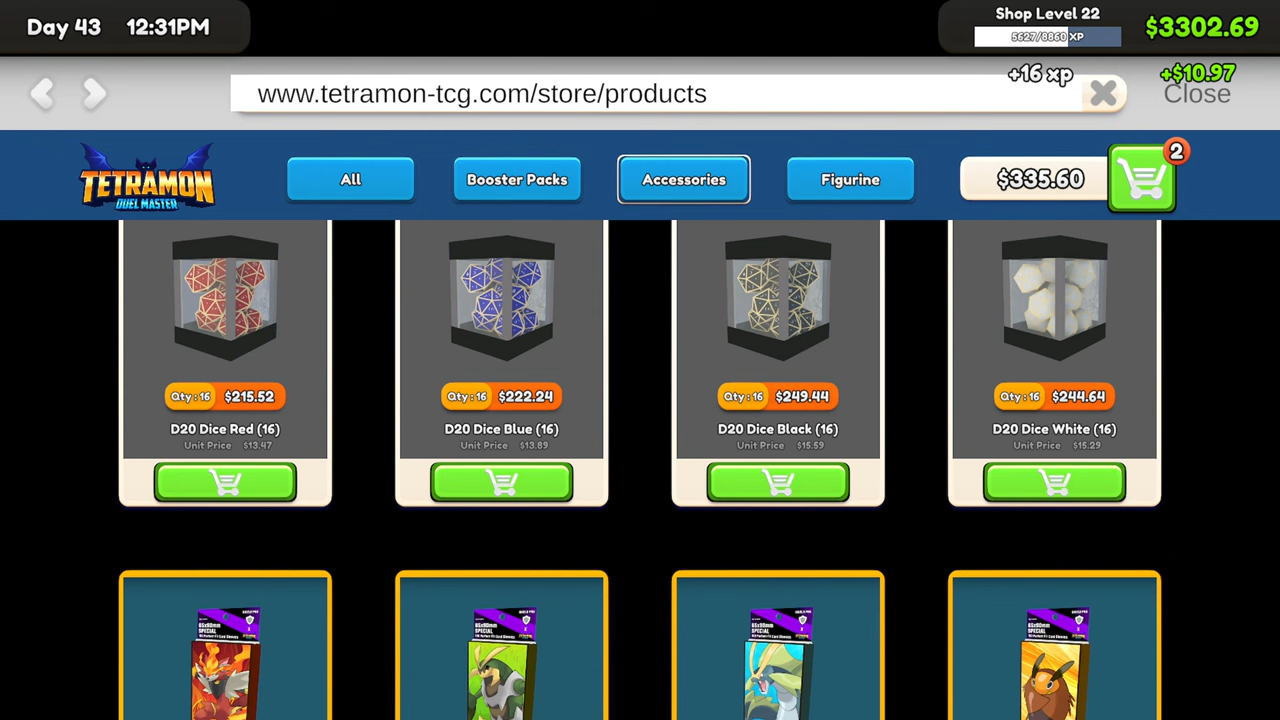 Day 43 12:31PM
Shop Level 22
5627/8860 XP
$3302.69
+16 xp
+$10.97
www.tetramon-tcg.com/store/products
Close
TETRAMON
DUEL MASTER
All
Booster Packs
Accessories
Figurine
$335.60
2
Qty : 16 $215.52
D20 Dice Red (16)
Unit Price $13.47
Qty : 16 $222.24
D20 Dice Blue (16)
Unit Price $13.89
Qty : 16 $249.44
D20 Dice Black (16)
Unit Price $15.59
Qty : 16 $244.64
D20 Dice White (16)
Unit Price $15.29
SPECIAL
SPECIAL
SPECIAL
SPECIAL